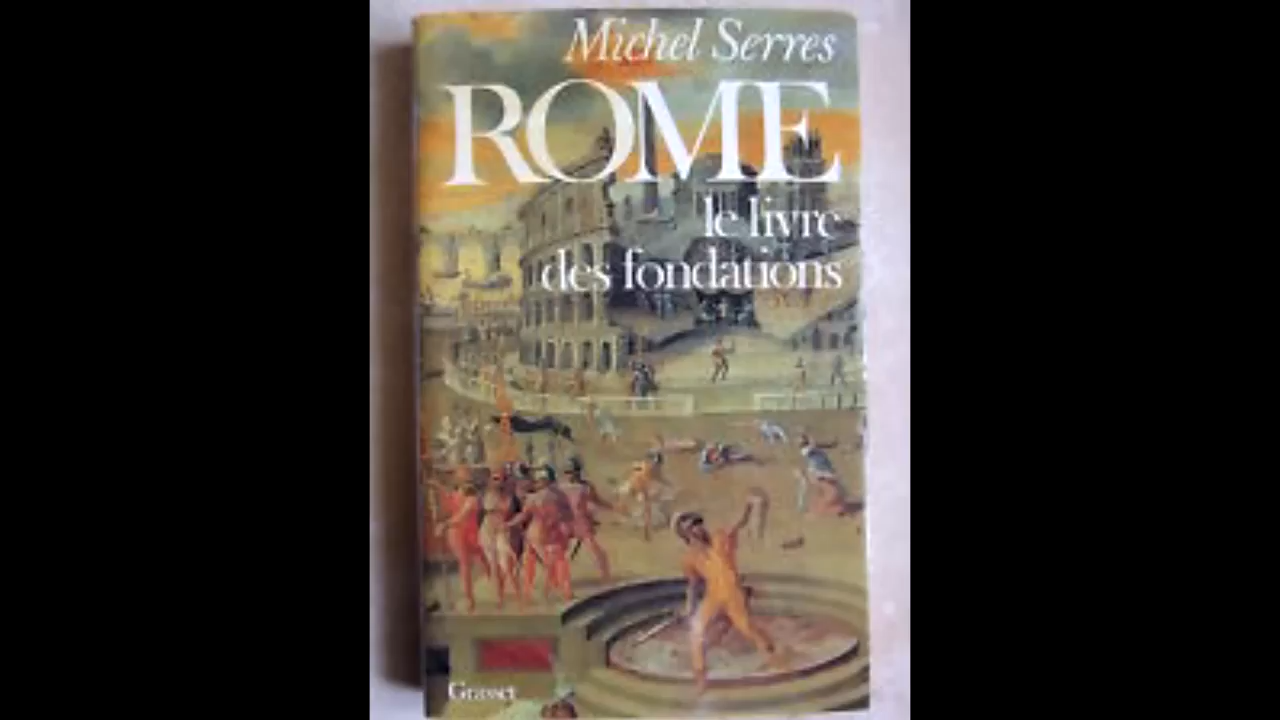 Michel Serres
ROME
le livre
des fondations
Grasset